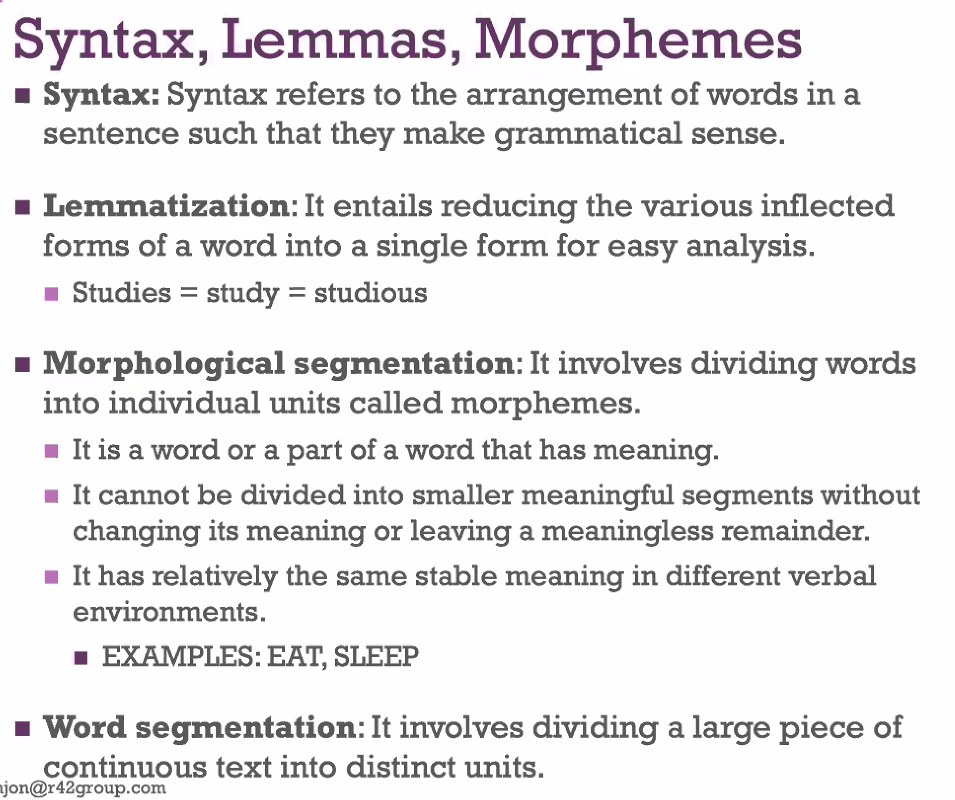 Syntax, Lemmas, Morphemes
Syntax: Syntax refers to the arrangement of words in a
sentence such that they make grammatical sense.
Lemmatization: It entails reducing the various inflected
forms of a word into a single form for easy analysis.
Studies = study = studious
Morphological segmentation: It involves dividing words
into individual units called morphemes.
It is a word or a part of a word that has meaning.
It cannot be divided into smaller meaningful segments without
changing its meaning or leaving a meaningless remainder.
It has relatively the same stable meaning in different verbal
environments.
EXAMPLES: EAT, SLEEP
Word segmentation: It involves dividing a large piece of
continuous text into distinct units.
njon@r42group.com